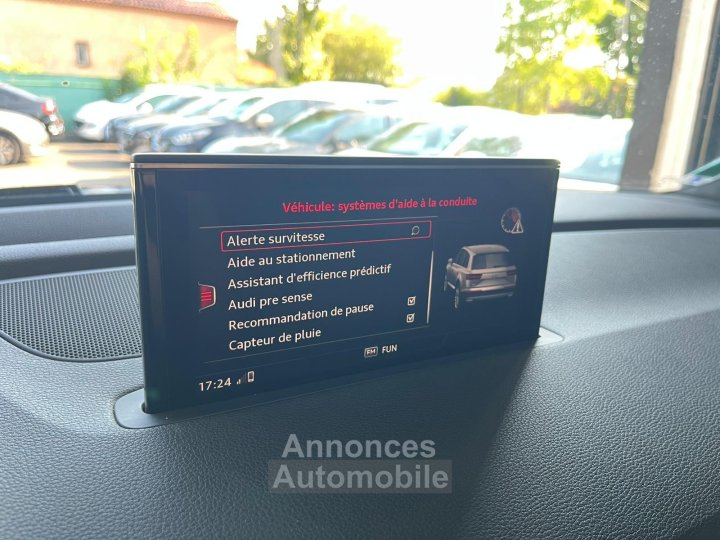 Véhicule: systèmes d'aide à la conduite
Alerte survitesse
Aide au stationnement
Assistant d'efficience prédictif
Audi pre sense
Recommandation de pause
Capteur de pluie
FM FUN
17:24
Annonces
Automobile